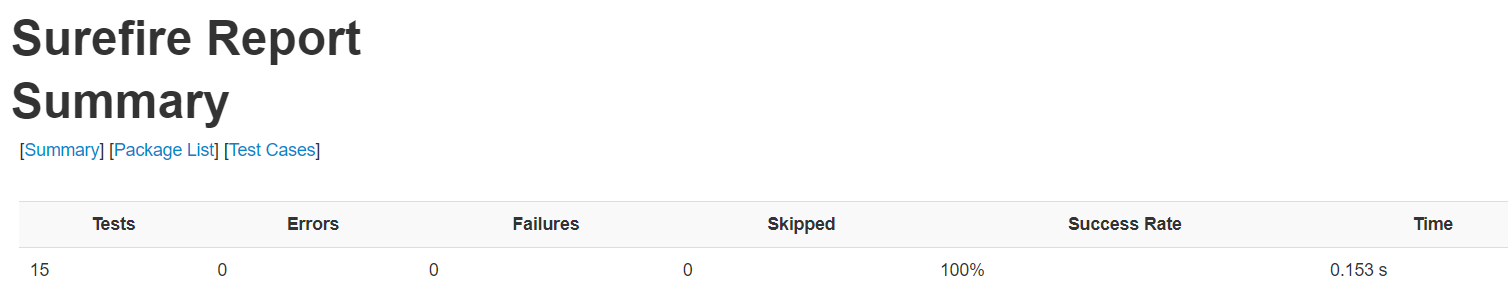 Surefire Report
Summary
[Summary] [Package List] [Test Cases]
Tests Errors Failures Skipped Success Rate Time
15 0 0 0 100% 0.153 s